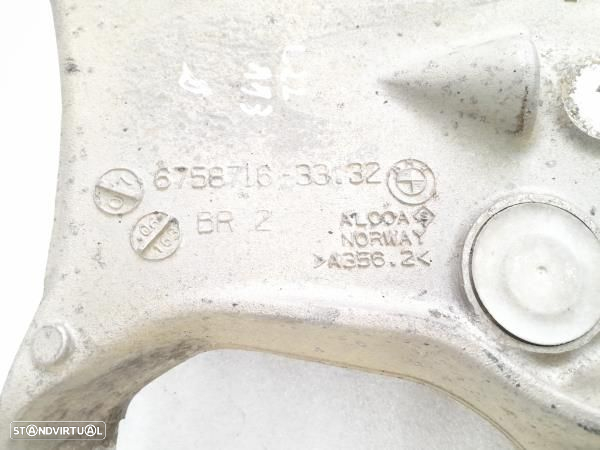 6758716-33.32
BR 2
ALCOA
NORWAY
>A356.2<
STANDVIRTUAL